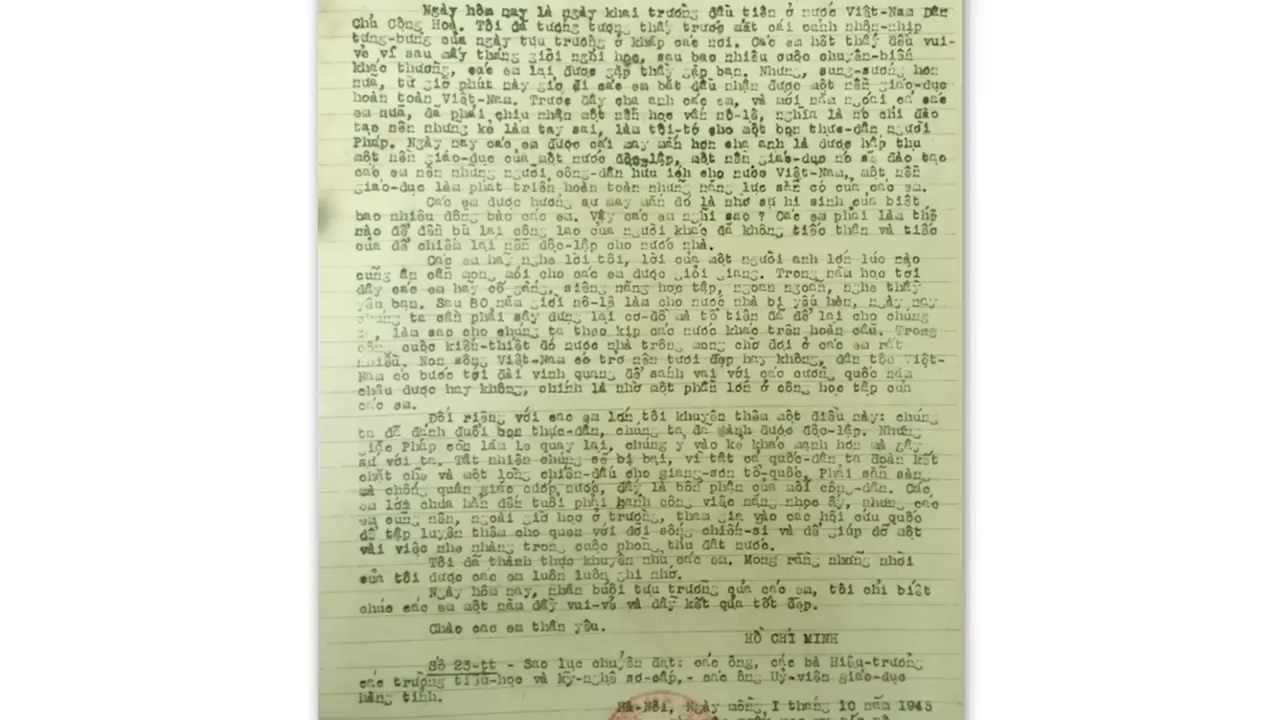 Ngày hôm nay là ngày khai trường đầu tiên ở nước Việt-Nam Dân
Chủ Cộng Hoà. Tôi đã tưởng tượng thấy trước mắt cái cảnh nhộn-nhịp
tưng-bừng của ngày tựu trường ở khắp các nơi. Các em hết thảy đều vui-
vẻ vì sau mấy tháng giời nghỉ học, sau bao nhiêu cuộc chuyển-biến
khác thường, các em lại được gặp thầy gặp bạn. Nhưng, sung-sướng hơn
nữa, từ giờ phút này giở đi các em bắt đầu nhận được một nền giáo-dục
hoàn toàn Việt-Nam. Trước đây cha anh các em, và mới năm ngoái cả các
em nữa, đã phải chịu nhận một nền học vấn nô-lệ, nghĩa là nó chỉ đào
tạo nên những kẻ làm tay sai, làm tôi-tớ cho một bọn thực-dân người
Pháp. Ngày nay các em được cái may mắn hơn cha anh là được hấp thụ
một nền giáo-dục của một nước độc-lập, một nền giáo-dục nó sẽ đào tạo
các em nên những người công-dân hữu ích cho nước Việt-Nam, một nền
giáo-dục làm phát triển hoàn toàn những năng lực sẵn có của các em.
Các em được hưởng sự may mắn đó là nhờ sự hi sinh của biết
bao nhiêu đồng bào các em. Vậy các em nghĩ sao ? Các em phải làm thế
nào để đền bù lại công lao của người khác đã không tiếc thân và tiếc
của để chiếm lại nền độc-lập cho nước nhà.
Các em hãy nghe lời tôi, lời của một người anh lớn lúc nào
cũng ân cần mong mỏi cho các em được giỏi giang. Trong năm học tới
đây các em hãy cố gắng, siêng năng học tập, ngoan ngoãn, nghe thầy
yêu bạn. Sau 80 năm giời nô-lệ làm cho nước nhà bị yếu hèn, ngày nay
chúng ta cần phải xây dựng lại cơ-đồ mà tổ tiên đã để lại cho chúng
ta, làm sao cho chúng ta theo kịp các nước khác trên hoàn cầu. Trong
công cuộc kiến-thiết đó nước nhà trông mong chờ đợi ở các em rất
nhiều. Non sông Việt-Nam có trở nên tươi đẹp hay không, dân tộc Việt-
Nam có bước tới đài vinh quang để sánh vai với các cường quốc năm
châu được hay không, chính là nhờ một phần lớn ở công học tập của
các em.
Đối riêng với các em lớn tôi khuyên thêm một điều này: chúng
ta đã đánh đuổi bọn thực-dân, chúng ta đã dành được độc-lập. Nhưng
giặc Pháp còn lăm le quay lại, chúng ỷ vào kẻ khác mạnh hơn mà gây
sự với ta. Tất nhiên chúng sẽ bị bại, vì tất cả quốc-dân ta đoàn kết
chặt chẽ và một lòng chiến-đấu cho giang-sơn tổ-quốc. Phải sẵn sàng
mà chống quân giặc cướp nước, đấy là bổn phận của mỗi công-dân. Các
em lớn chưa hẳn đến tuổi phải gánh công việc nặng nhọc ấy, nhưng các
em cũng nên, ngoài giờ học ở trường, tham gia vào các hội cứu quốc
để tập luyện thêm cho quen với đời sống chiến-sĩ và để giúp đỡ một
vài việc nhẹ nhàng trong cuộc phòng thủ đất nước.
Tôi đã thành thực khuyên nhủ các em. Mong rằng những nhời
của tôi được các em luôn luôn ghi nhớ.
Ngày hôm nay, nhân buổi tựu trường của các em, tôi chỉ biết
chúc các em một năm đầy vui-vẻ và đầy kết quả tốt đẹp.
Chào các em thân yêu.
HỒ CHÍ MINH
Số 23-tt - Sao lục chuyển đạt: các ông, các bà Hiệu-trưởng
các trường tiểu-học và kỹ-nghệ sơ-cấp,- các ông Uỷ-viên giáo-dục
hàng tỉnh.
Hà-Nội, Ngày mồng I tháng 10 năm 1945